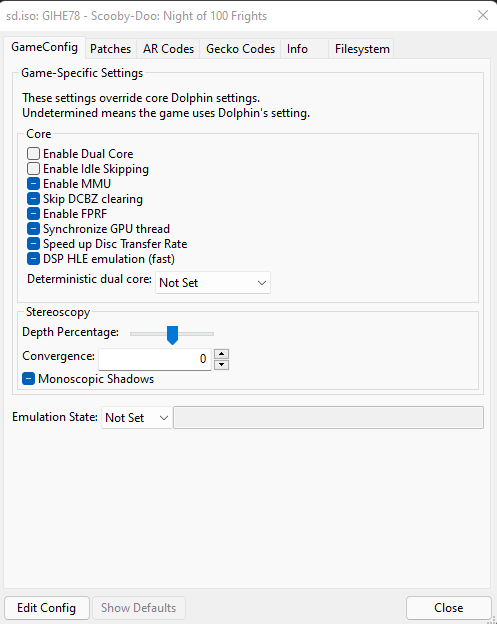 sd.iso: GIHE78 - Scooby-Doo: Night of 100 Frights
GameConfig Patches AR Codes Gecko Codes Info Filesystem
Game-Specific Settings
These settings override core Dolphin settings.
Undetermined means the game uses Dolphin's setting.
Core
Enable Dual Core
Enable Idle Skipping
Enable MMU
Skip DCBZ clearing
Enable FPRF
Synchronize GPU thread
Speed up Disc Transfer Rate
DSP HLE emulation (fast)
Deterministic dual core: Not Set
Stereoscopy
Depth Percentage:
Convergence: 0
Monoscopic Shadows
Emulation State: Not Set
Edit Config Show Defaults Close